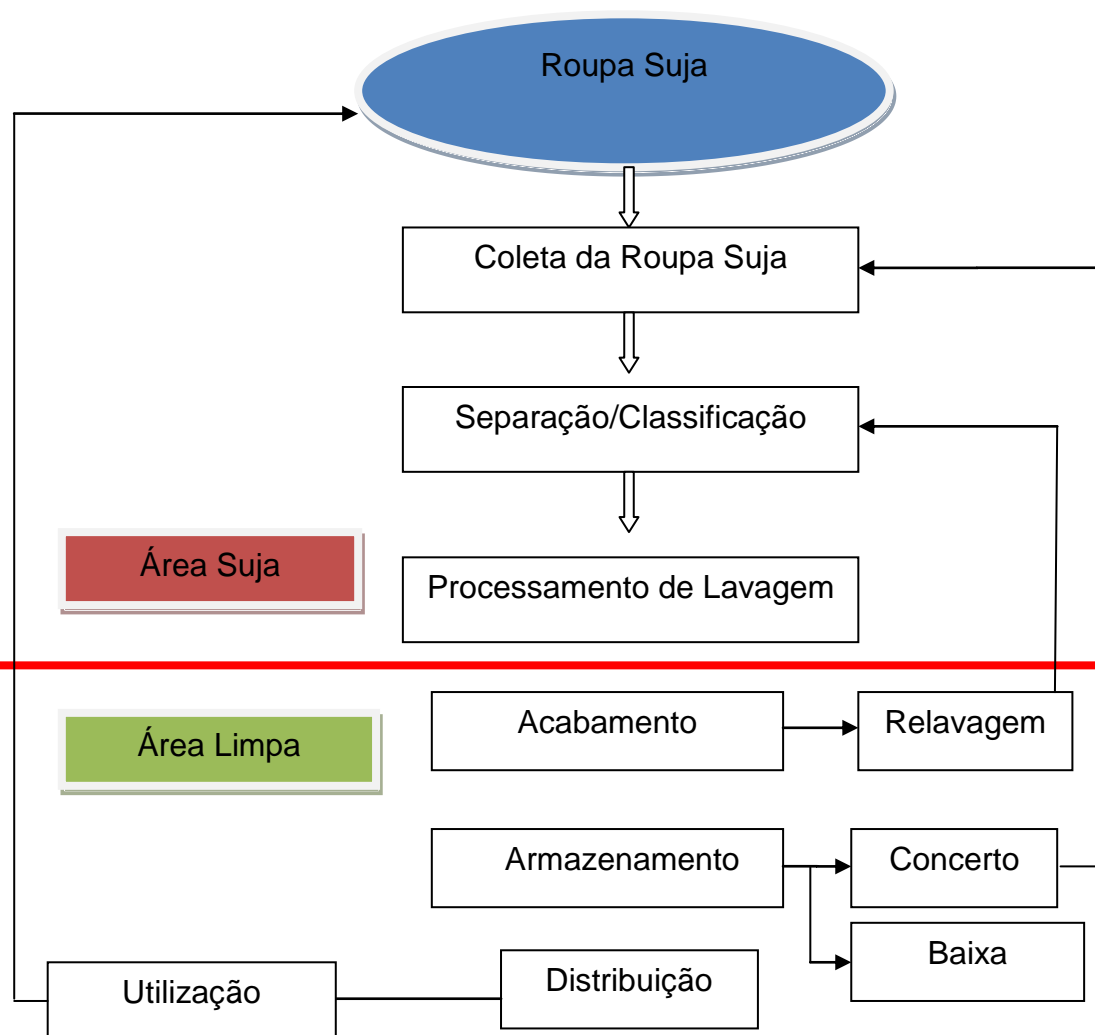 Roupa Suja
Coleta da Roupa Suja
Separação/Classificação
Área Suja
Processamento de Lavagem
Acabamento
Relavagem
Área Limpa
Armazenamento
Concerto
Baixa
Distribuição
Utilização